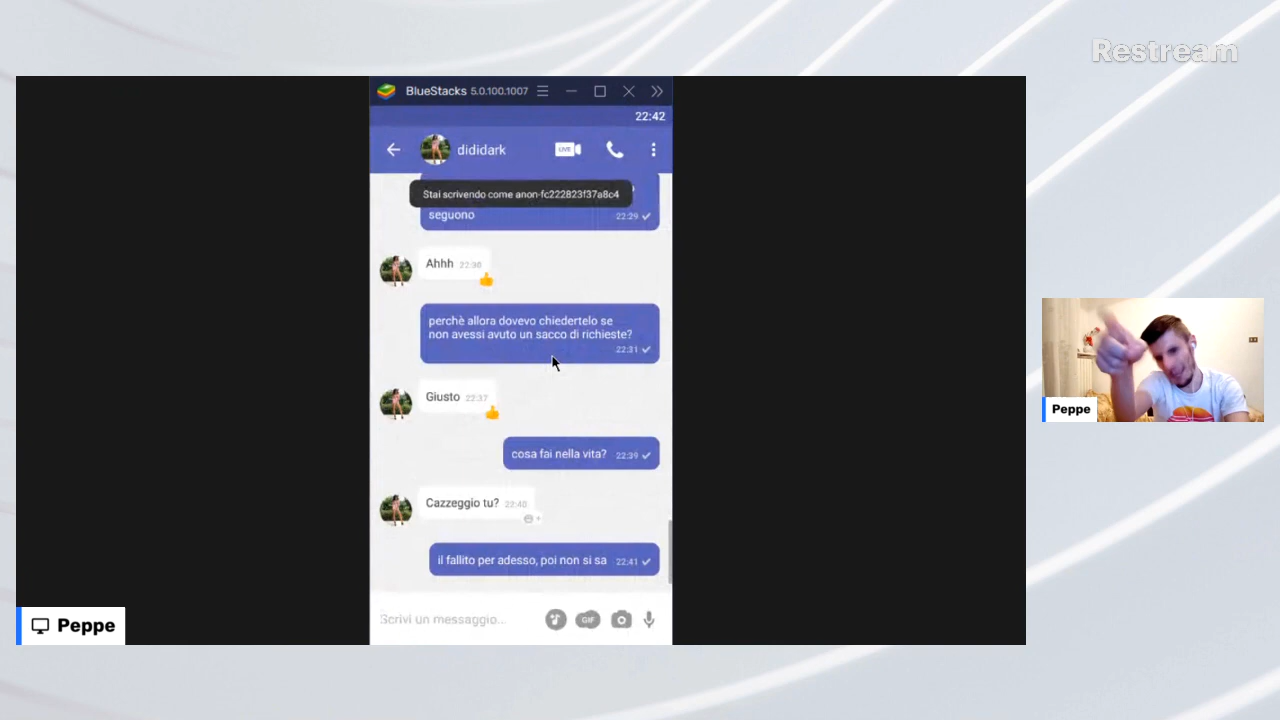 Restream
BlueStacks 5.0.100.1007
22:42
dididark
LIVE
Stai scrivendo come anon-fc222823f37a8c4
seguono
22:29
Ahhh 22:30
perchè allora dovevo chiedertelo se
non avessi avuto un sacco di richieste?
22:31
Giusto 22:37
cosa fai nella vita? 22:39
Cazzeggio tu? 22:40
il fallito per adesso, poi non si sa 22:41
Scrivi un messaggio...
GIF
Peppe
Peppe